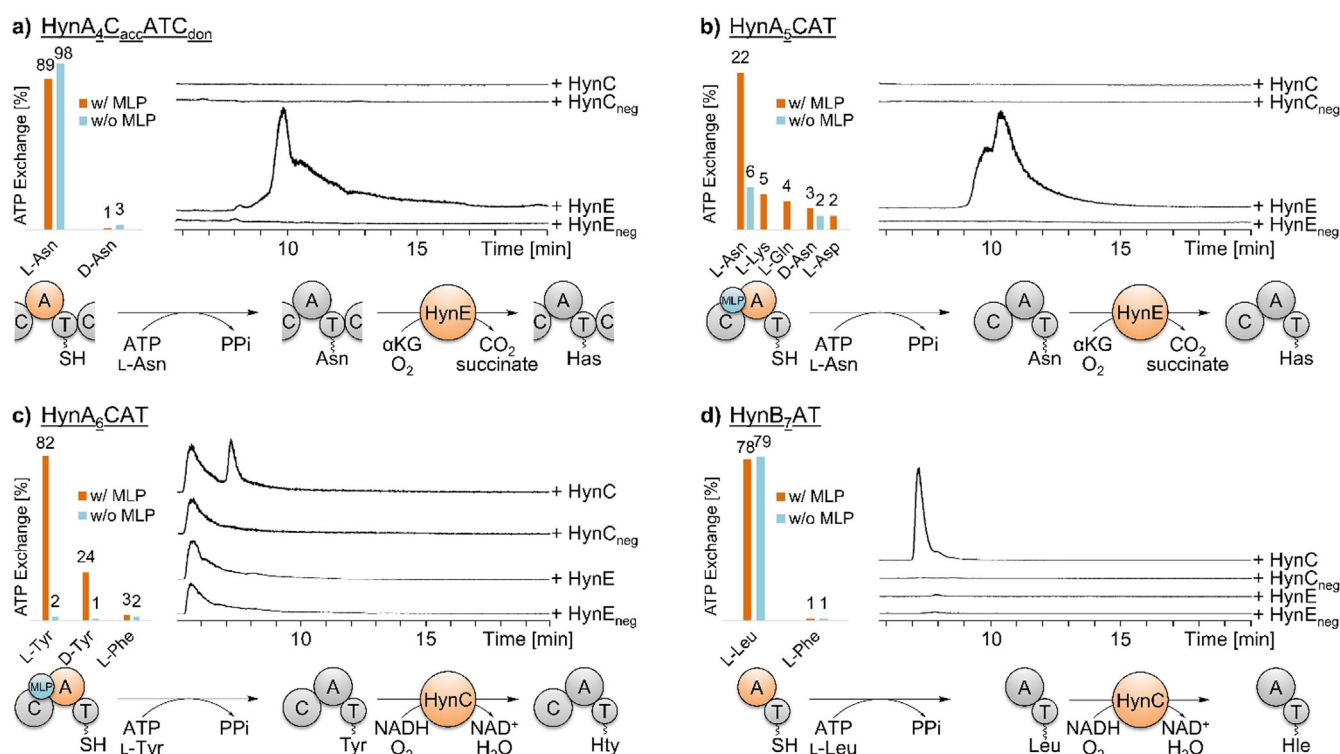 a) HynA4CaccATCdon
ATP Exchange [%]
89
98
w/ MLP
w/o MLP
1
3
L-Asn
D-Asn
+ HynC
+ HynCneg
+ HynE
+ HynEneg
10
15
Time [min]
C
A
T
C
SH
ATP
L-Asn
PPi
C
A
T
C
Asn
HynE
αKG
O2
CO2
succinate
C
A
T
C
Has
b) HynA5CAT
ATP Exchange [%]
22
w/ MLP
w/o MLP
6
5
4
3
2
2
L-Asn
L-Lys
L-Gln
D-Asn
L-Asp
+ HynC
+ HynCneg
+ HynE
+ HynEneg
10
15
Time [min]
MLP
A
C
T
SH
ATP
L-Asn
PPi
C
A
T
Asn
HynE
αKG
O2
CO2
succinate
C
A
T
Has
c) HynA6CAT
ATP Exchange [%]
82
w/ MLP
w/o MLP
2
24
1
3
2
L-Tyr
D-Tyr
L-Phe
+ HynC
+ HynCneg
+ HynE
+ HynEneg
10
15
Time [min]
MLP
A
C
T
SH
ATP
L-Tyr
PPi
C
A
T
Tyr
HynC
NADH
O2
NAD+
H2O
C
A
T
Hty
d) HynB7AT
ATP Exchange [%]
78
79
w/ MLP
w/o MLP
1
1
L-Leu
L-Phe
+ HynC
+ HynCneg
+ HynE
+ HynEneg
10
15
Time [min]
A
T
SH
ATP
L-Leu
PPi
A
T
Leu
HynC
NADH
O2
NAD+
H2O
A
T
Hle